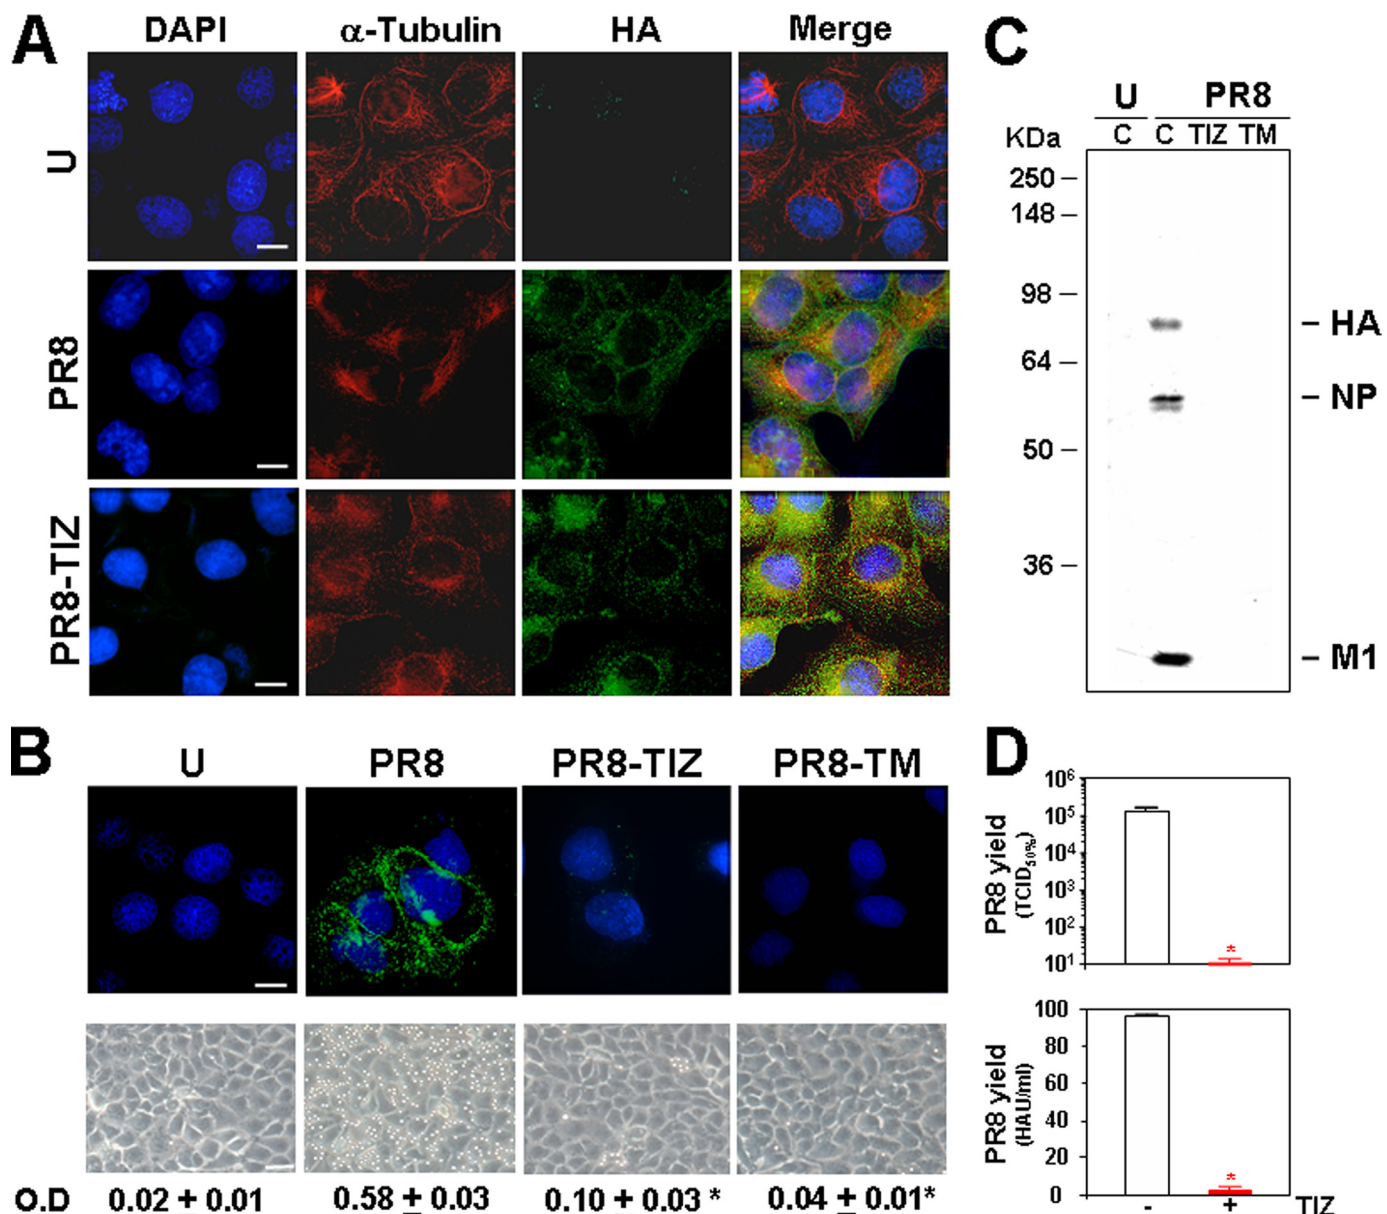 A
DAPI α-Tubulin HA Merge
U
PR8
PR8-TIZ
B
U PR8 PR8-TIZ PR8-TM
O.D 0.02 ± 0.01 0.58 ± 0.03 0.10 ± 0.03 * 0.04 ± 0.01*
C
U PR8
KDa C C TIZ TM
250
148
98
HA
64
NP
50
36
M1
D
PR8 yield
(TCID50%)
10⁶
10⁵
10⁴
10³
10²
10¹
*
PR8 yield
(HAU/ml)
100
80
60
40
20
0
*
- + TIZ